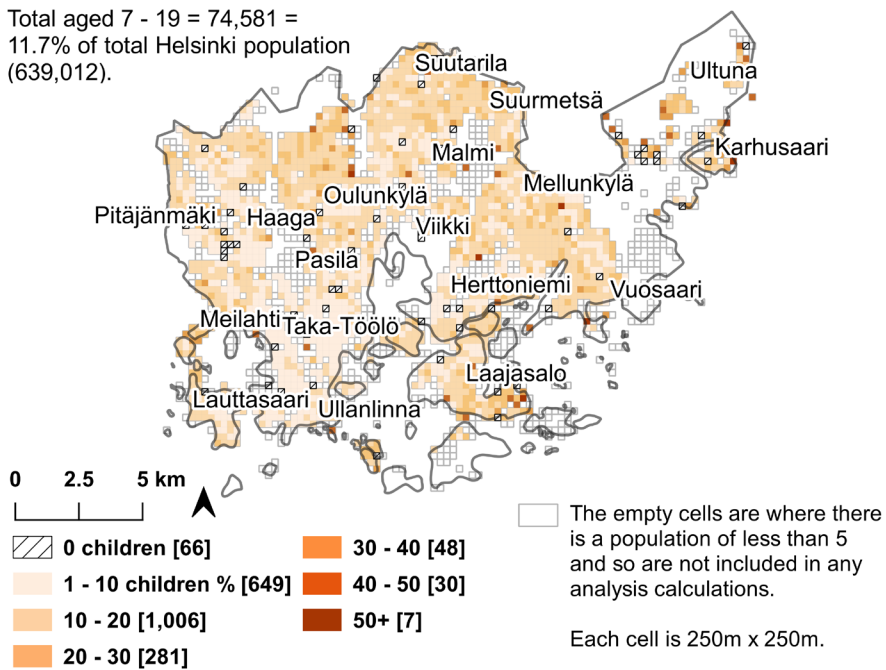 Total aged 7 - 19 = 74,581 =
11.7% of total Helsinki population
(639,012).
Suutarila
Ultuna
Suurmetsä
Malmi
Karhusaari
Mellunkylä
Oulunkylä
Pitäjänmäki
Haaga
Viikki
Pasila
Herttoniemi
Vuosaari
Meilahti
Taka-Töölö
Laajasalo
Lauttasaari
Ullanlinna
0 2.5 5 km
0 children [66]
1 - 10 children % [649]
10 - 20 [1,006]
20 - 30 [281]
30 - 40 [48]
40 - 50 [30]
50+ [7]
The empty cells are where there
is a population of less than 5
and so are not included in any
analysis calculations.
Each cell is 250m x 250m.